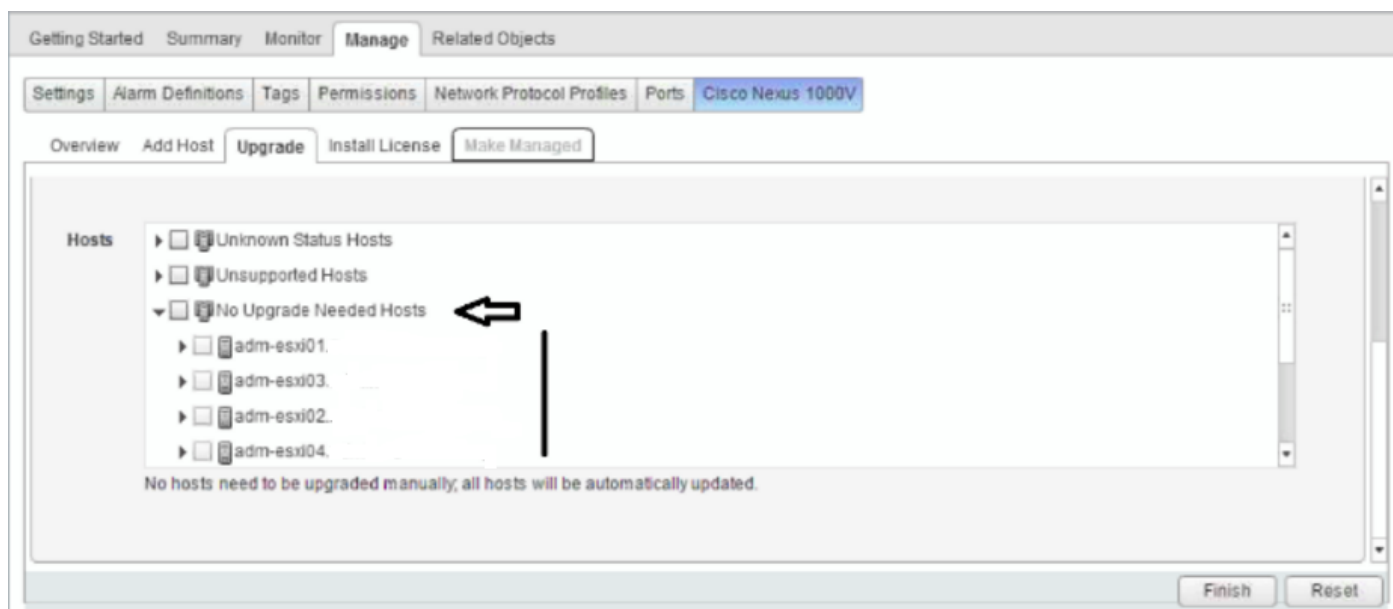 Getting Started Summary Monitor Manage Related Objects
Settings Alarm Definitions Tags Permissions Network Protocol Profiles Ports Cisco Nexus 1000V
Overview Add Host Upgrade Install License Make Managed
Hosts
Unknown Status Hosts
Unsupported Hosts
No Upgrade Needed Hosts
adm-esxi01.
adm-esxi03.
adm-esxi02..
adm-esxi04.
No hosts need to be upgraded manually; all hosts will be automatically updated.
Finish Reset